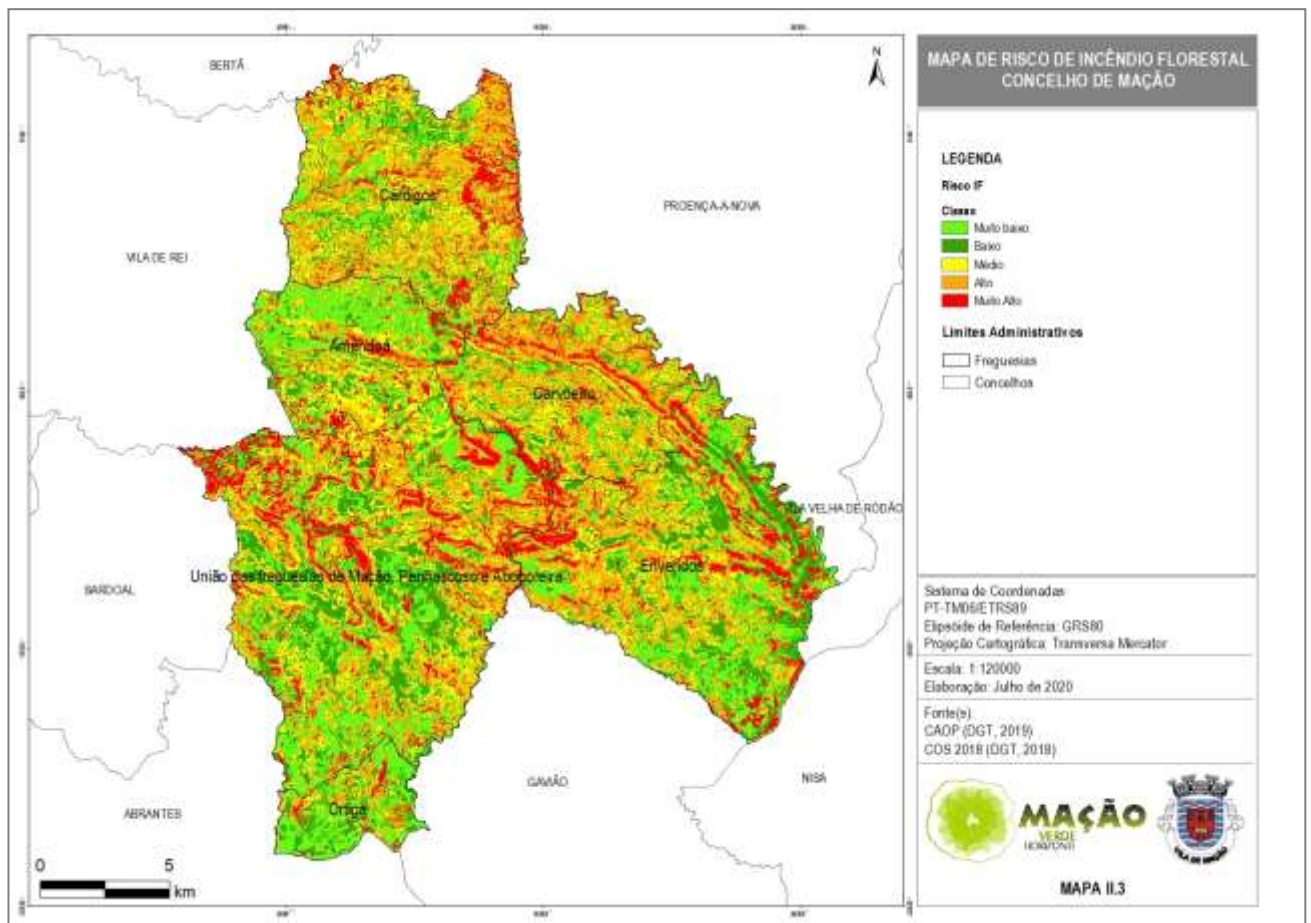 SERTÃ
N
PROENÇA-A-NOVA
Cardigos
VILA DE REI
Amêndoa
Carvoeiro
VILA VELHA DE RÓDÃO
Envendos
União das freguesias de Mação, Penhascoso e Aboboreira
SARDOAL
GAVIÃO
NISA
ABRANTES
Ortiga
0 5
km
MAPA DE RISCO DE INCÊNDIO FLORESTAL
CONCELHO DE MAÇÃO
LEGENDA
Risco IF
Classe
Muito baixo
Baixo
Médio
Alto
Muito Alto
Limites Administrativos
Freguesias
Concelhos
Sistema de Coordenadas
PT-TM06/ETRS89
Elipsóide de Referência: GRS80
Projeção Cartográfica: Transversa Mercator
Escala: 1:120000
Elaboração: Julho de 2020
Fonte(s):
CAOP (DGT, 2019)
COS 2018 (DGT, 2018)
MAÇÃO
VERDE
HORIZONTE
VILA DE MAÇÃO
MAPA II.3